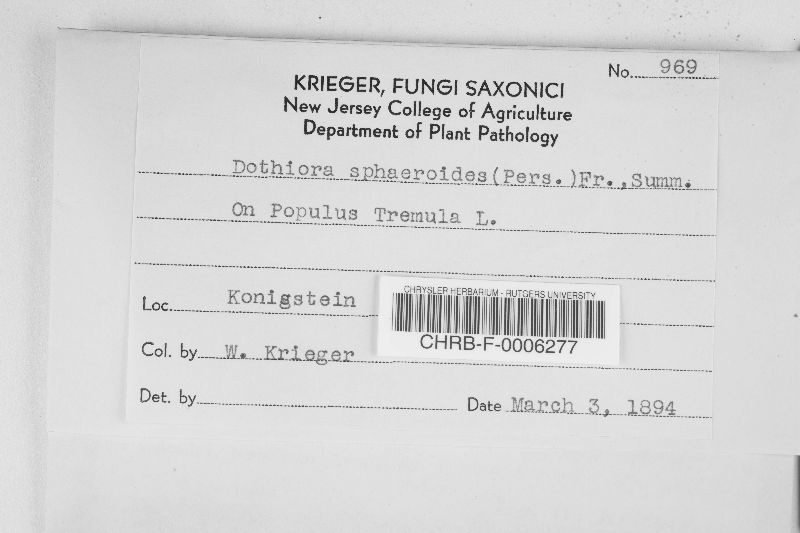 No. 969
KRIEGER, FUNGI SAXONICI
New Jersey College of Agriculture
Department of Plant Pathology
Dothiora sphaeroides(Pers.)Fr.,Summ.
On Populus Tremula L.
Loc. Konigstein
CHRYSLER HERBARIUM - RUTGERS UNIVERSITY
CHRB-F-0006277
Col. by W. Krieger
Det. by
Date March 3, 1894